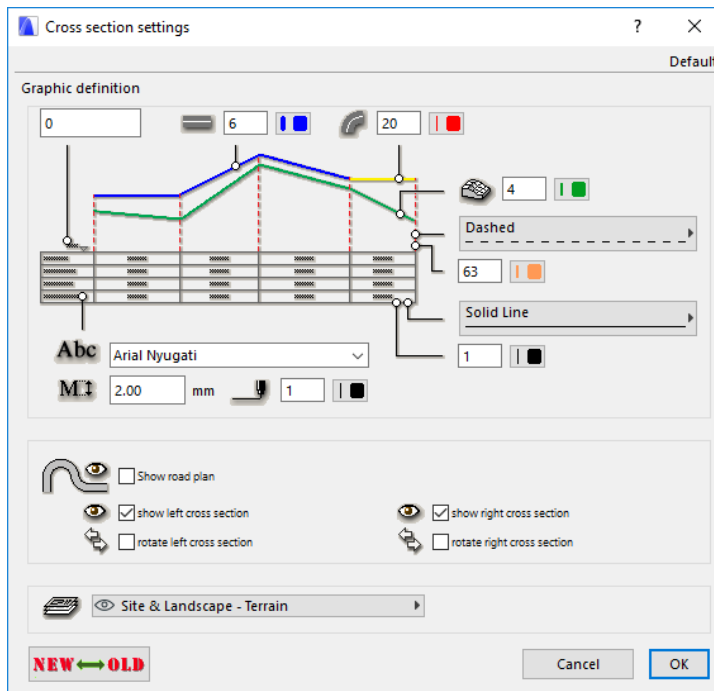 Cross section settings
?
Default
Graphic definition
0
6
20
4
Dashed
63
Solid Line
1
Abc
Arial Nyugati
M
2.00
mm
1
Show road plan
show left cross section
show right cross section
rotate left cross section
rotate right cross section
Site & Landscape - Terrain
NEW OLD
Cancel
OK